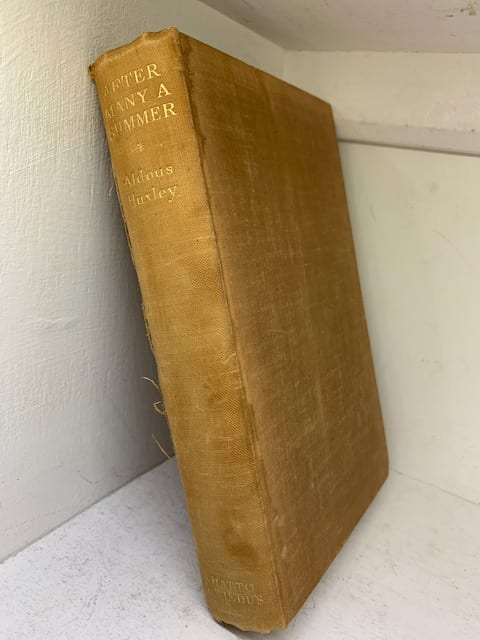 AFTER
MANY A
SUMMER
*
Aldous
Huxley
CHATTO
& WINDUS